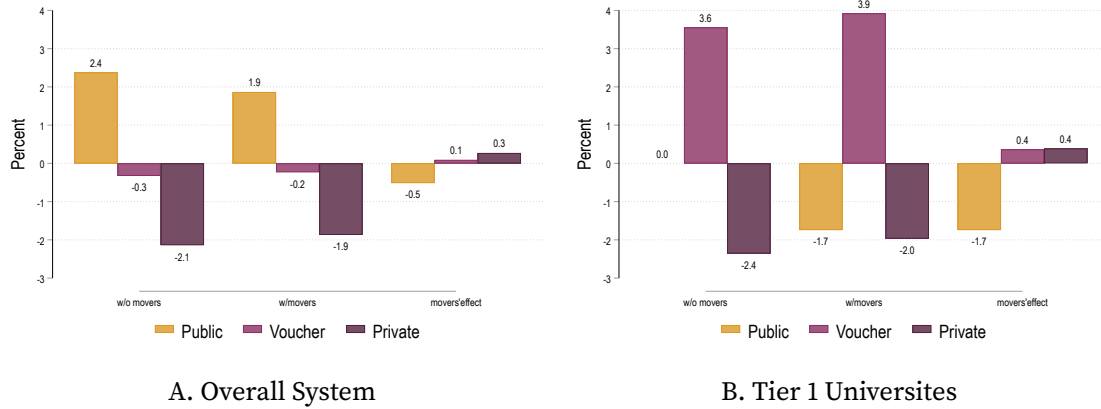 Percent
4
3
2
1
0
-1
-2
-3
2.4
-0.3
-2.1
1.9
-0.2
-1.9
-0.5
0.1
0.3
w/o movers
w/movers
movers'effect
Public
Voucher
Private
A. Overall System
Percent
4
3
2
1
0
-1
-2
-3
0.0
3.6
-2.4
-1.7
3.9
-2.0
-1.7
0.4
0.4
w/o movers
w/movers
movers'effect
Public
Voucher
Private
B. Tier 1 Universites